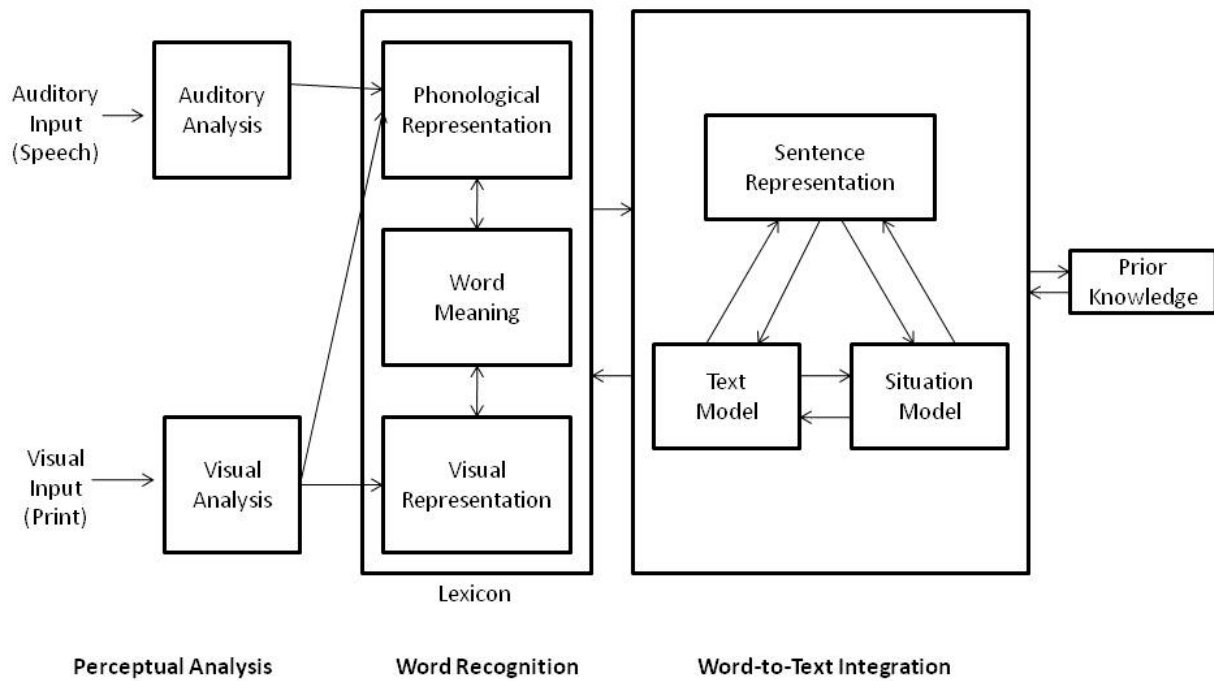 Auditory
Input
(Speech)
Auditory
Analysis
Phonological
Representation
Word
Meaning
Visual
Input
(Print)
Visual
Analysis
Visual
Representation
Lexicon
Sentence
Representation
Text
Model
Situation
Model
Prior
Knowledge
Perceptual Analysis
Word Recognition
Word-to-Text Integration